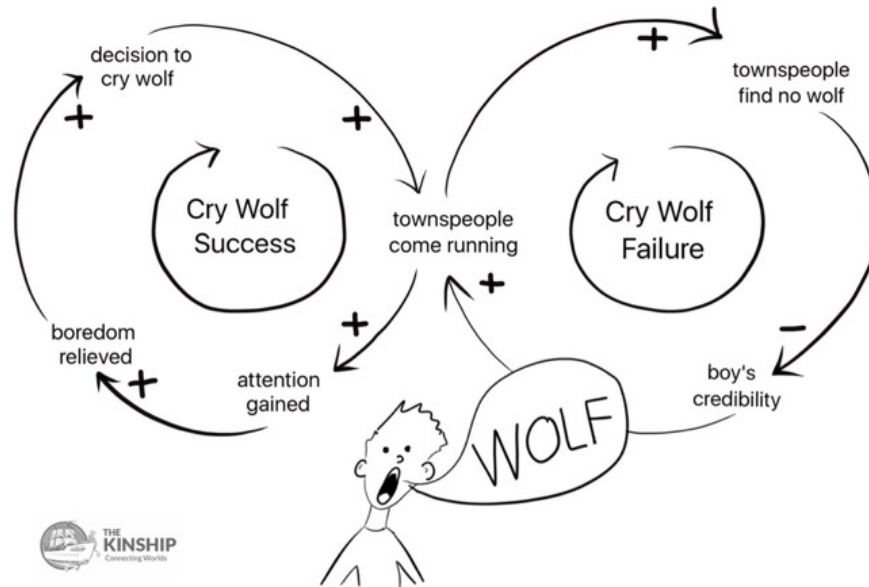 decision to
cry wolf
+
+
+
townspeople
find no wolf
+
Cry Wolf
Success
townspeople
come running
Cry Wolf
Failure
+
+
boredom
relieved
+
attention
gained
−
boy's
credibility
WOLF
THE
KINSHIP
Connecting Worlds